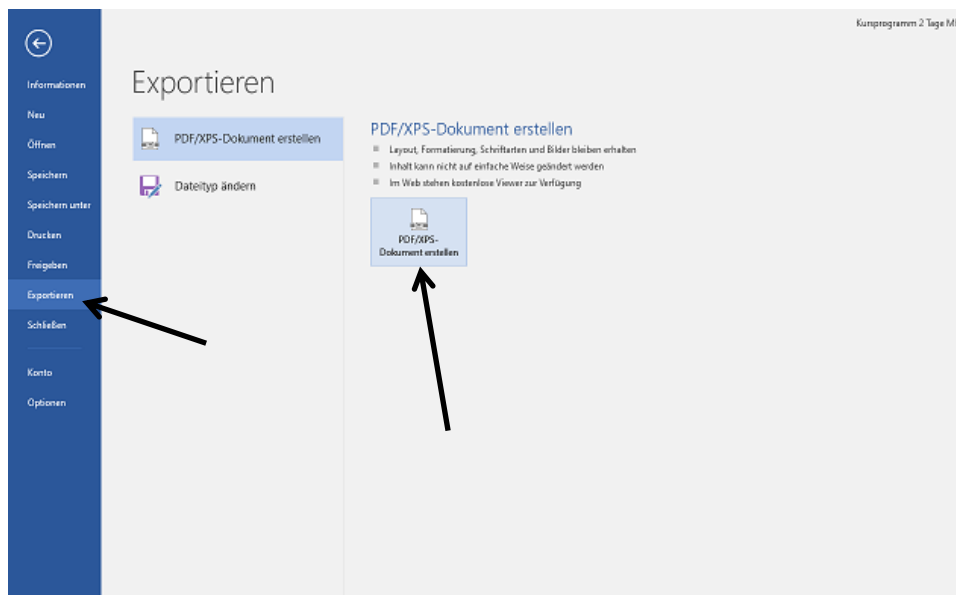 Kursprogramm 2 Tage
Informationen
Neu
Öffnen
Speichern
Speichern unter
Drucken
Freigeben
Exportieren
Schließen
Konto
Optionen
Exportieren
PDF/XPS-Dokument erstellen
Dateityp ändern
PDF/XPS-Dokument erstellen
Layout, Formatierung, Schriftarten und Bilder bleiben erhalten
Inhalt kann nicht auf einfache Weise geändert werden
Im Web stehen kostenlose Viewer zur Verfügung
PDF/XPS-
Dokument erstellen